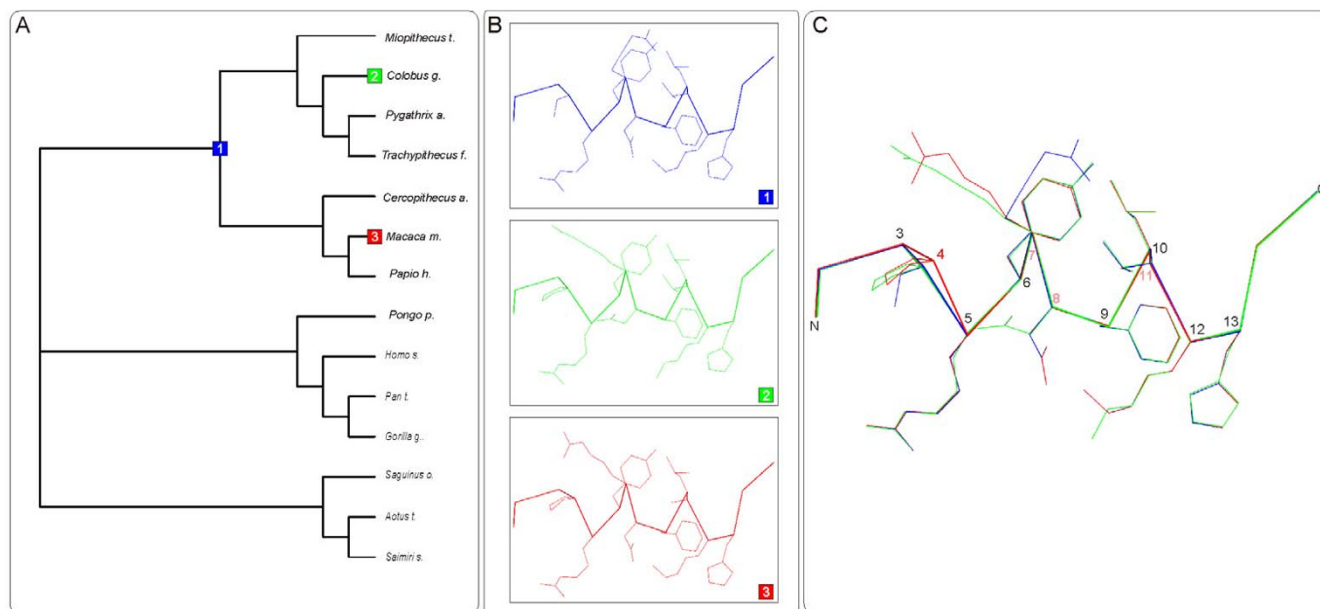 A
Miopithecus t.
2
Colobus g.
Pygathrix a.
1
Trachypithecus f.
Cercopithecus a.
3
Macaca m.
Papio h.
Pongo p.
Homo s.
Pan t.
Gorilla g..
Saguinus o.
Aotus t.
Saimiri s.
B
1
2
3
C
3
4
5
6
7
8
9
10
11
12
13
N